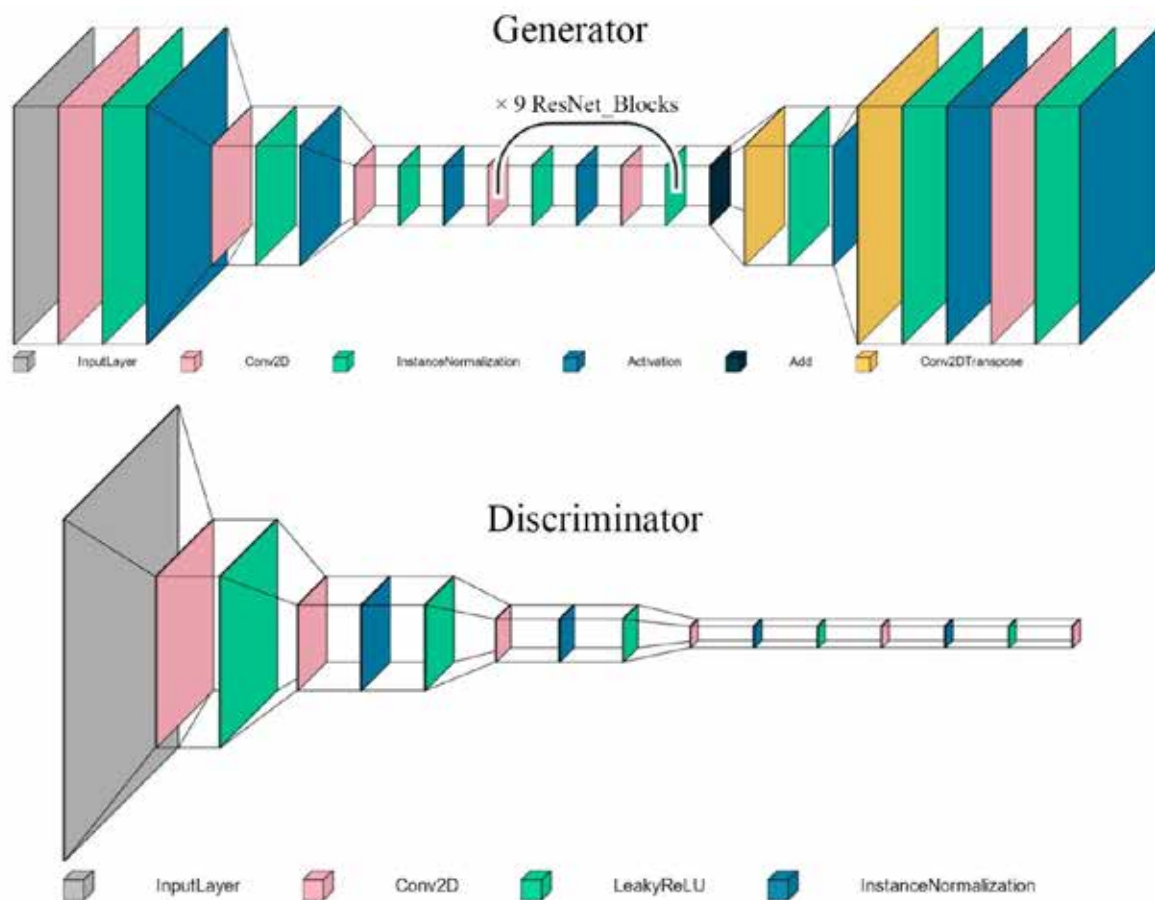 Generator
× 9 ResNet_Blocks
InputLayer Conv2D InstanceNormalization Activation Add Conv2DTranspose
Discriminator
InputLayer Conv2D LeakyReLU InstanceNormalization